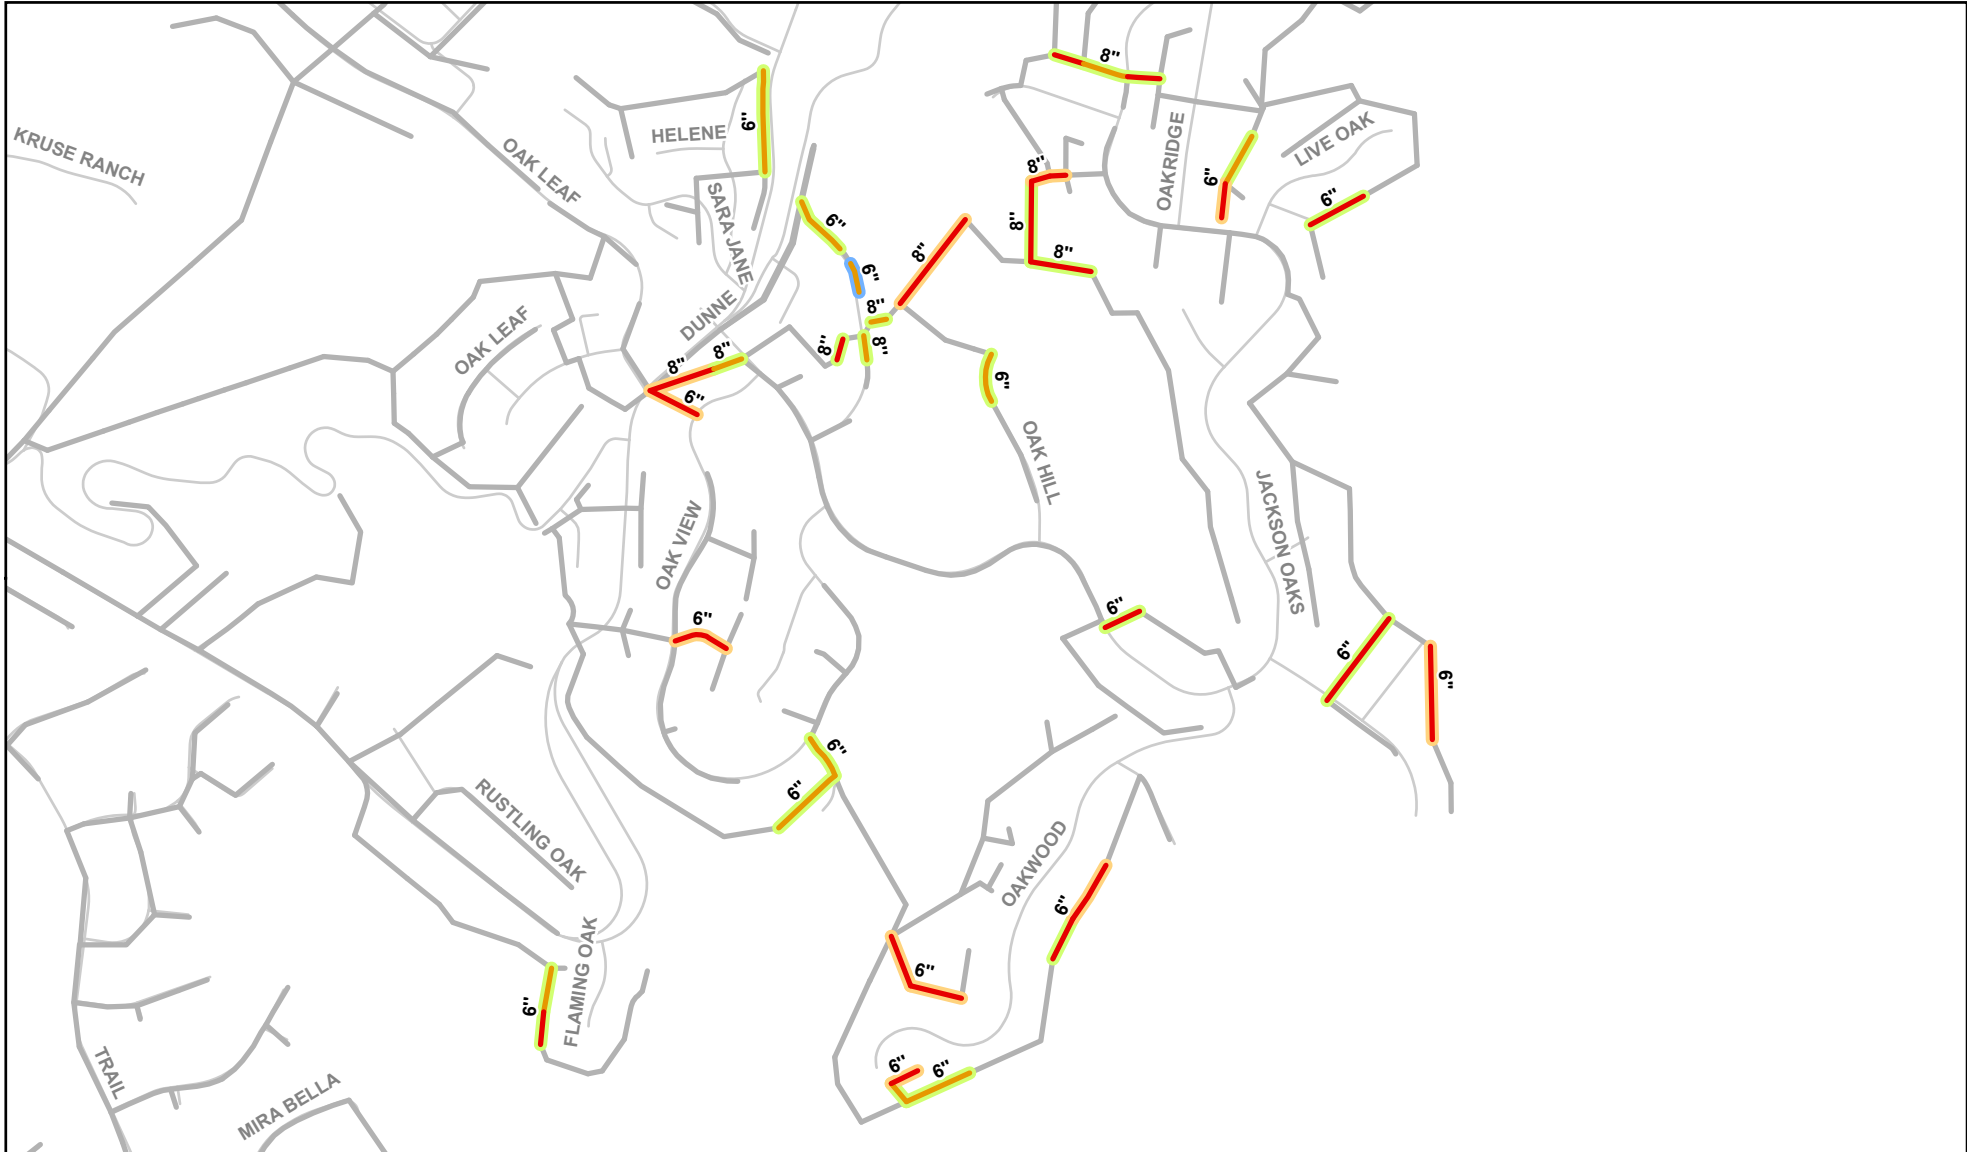 8"
KRUSE RANCH
6"
HELENE
OAK LEAF
OAKRIDGE
LIVE OAK
8"
6"
6"
SARA JANE
6"
8"
8"
8"
6"
DUNNE
8"
OAK LEAF
8"
8"
8"
8"
6"
6"
OAK HILL
JACKSON OAKS
OAK VIEW
6"
6"
6"
6"
6"
6"
RUSTLING OAK
OAKWOOD
6"
FLAMING OAK
6"
6"
TRAIL
6"
6"
MIRA BELLA